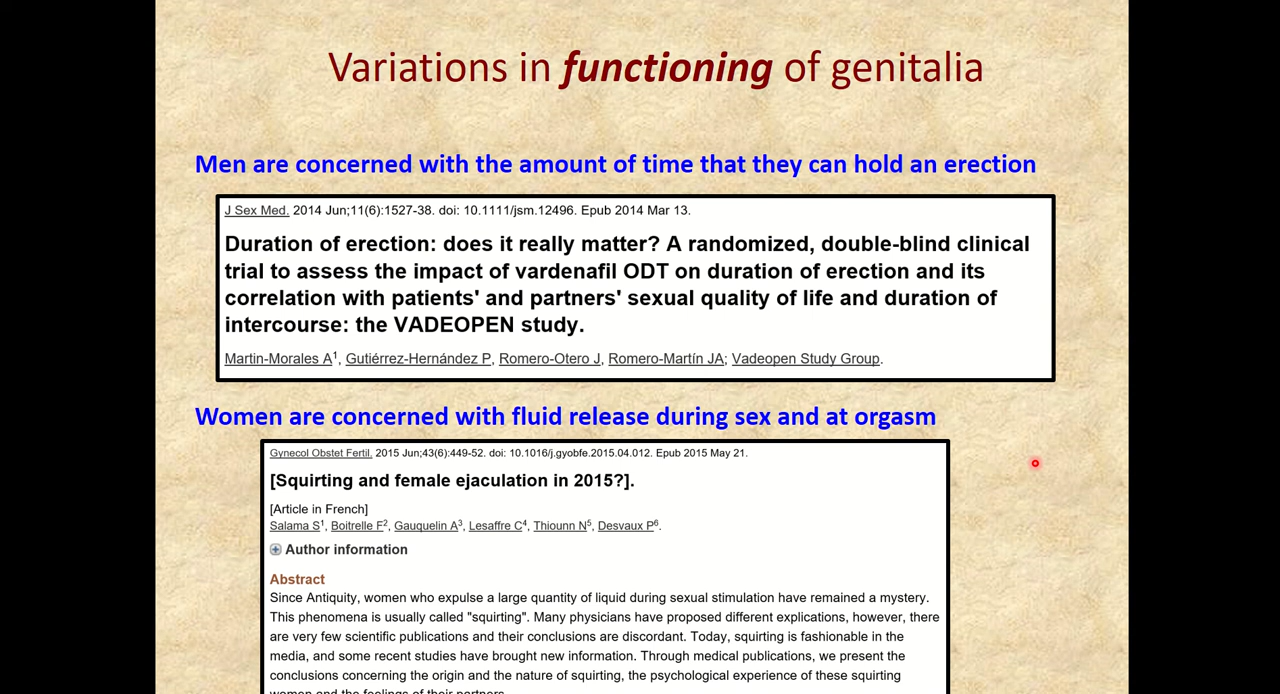 Variations in functioning of genitalia
Men are concerned with the amount of time that they can hold an erection
J Sex Med. 2014 Jun;11(6):1527-38. doi: 10.1111/jsm.12496. Epub 2014 Mar 13.
Duration of erection: does it really matter? A randomized, double-blind clinical
trial to assess the impact of vardenafil ODT on duration of erection and its
correlation with patients' and partners' sexual quality of life and duration of
intercourse: the VADEOPEN study.
Martin-Morales A1, Gutiérrez-Hernández P, Romero-Otero J, Romero-Martín JA; Vadeopen Study Group.
Women are concerned with fluid release during sex and at orgasm
Gynecol Obstet Fertil. 2015 Jun;43(6):449-52. doi: 10.1016/j.gyobfe.2015.04.012. Epub 2015 May 21.
[Squirting and female ejaculation in 2015?].
[Article in French]
Salama S1, Boitrelle F2, Gauquelin A3, Lesaffre C4, Thiounn N5, Desvaux P6.
Author information
Abstract
Since Antiquity, women who expulse a large quantity of liquid during sexual stimulation have remained a mystery.
This phenomena is usually called "squirting". Many physicians have proposed different explications, however, there
are very few scientific publications and their conclusions are discordant. Today, squirting is fashionable in the
media, and some recent studies have brought new information. Through medical publications, we present the
conclusions concerning the origin and the nature of squirting, the psychological experience of these squirting
women and the feelings of their partners.